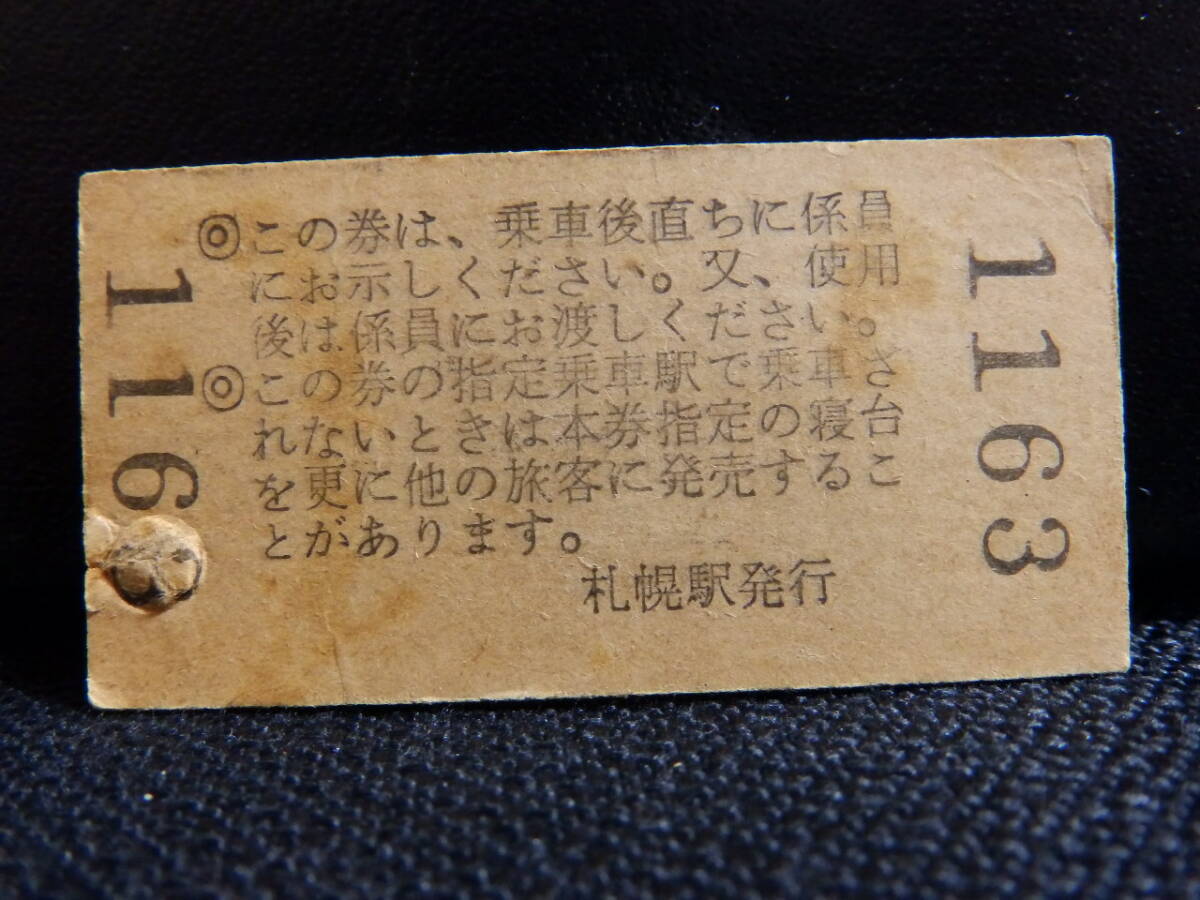 ◎この券は、乗車後直ちに係員
にお示しください。又、使用
後は係員にお渡しください。
◎この券の指定乗車駅で乗車さ
れないときは本券指定の寝台
を更に他の旅客に発売するこ
とがあります。
札幌駅発行
116
1163